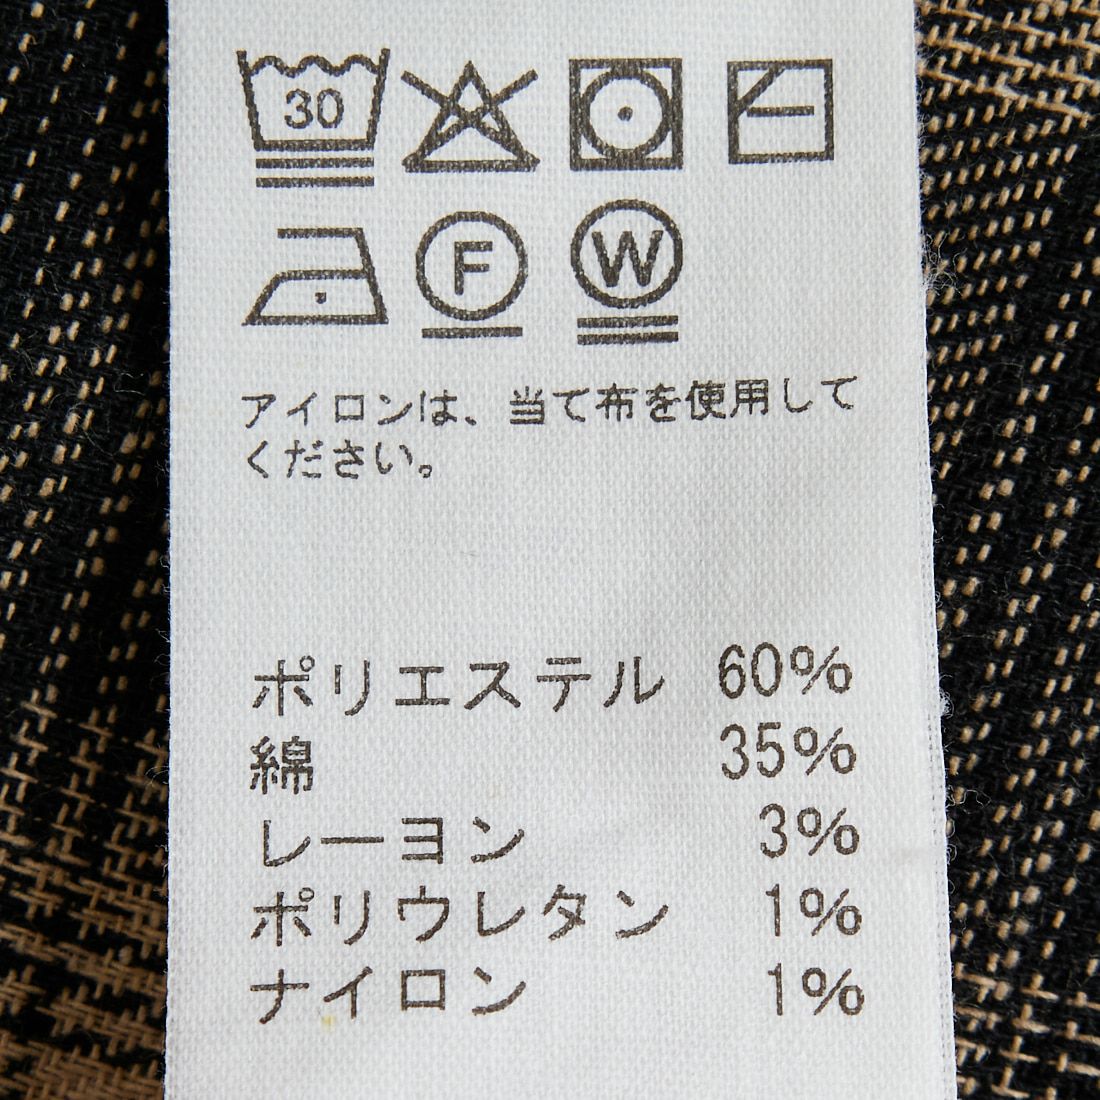 30
F W
アイロンは、当て布を使用して
ください。
ポリエステル 60%
綿 35%
レーヨン 3%
ポリウレタン 1%
ナイロン 1%